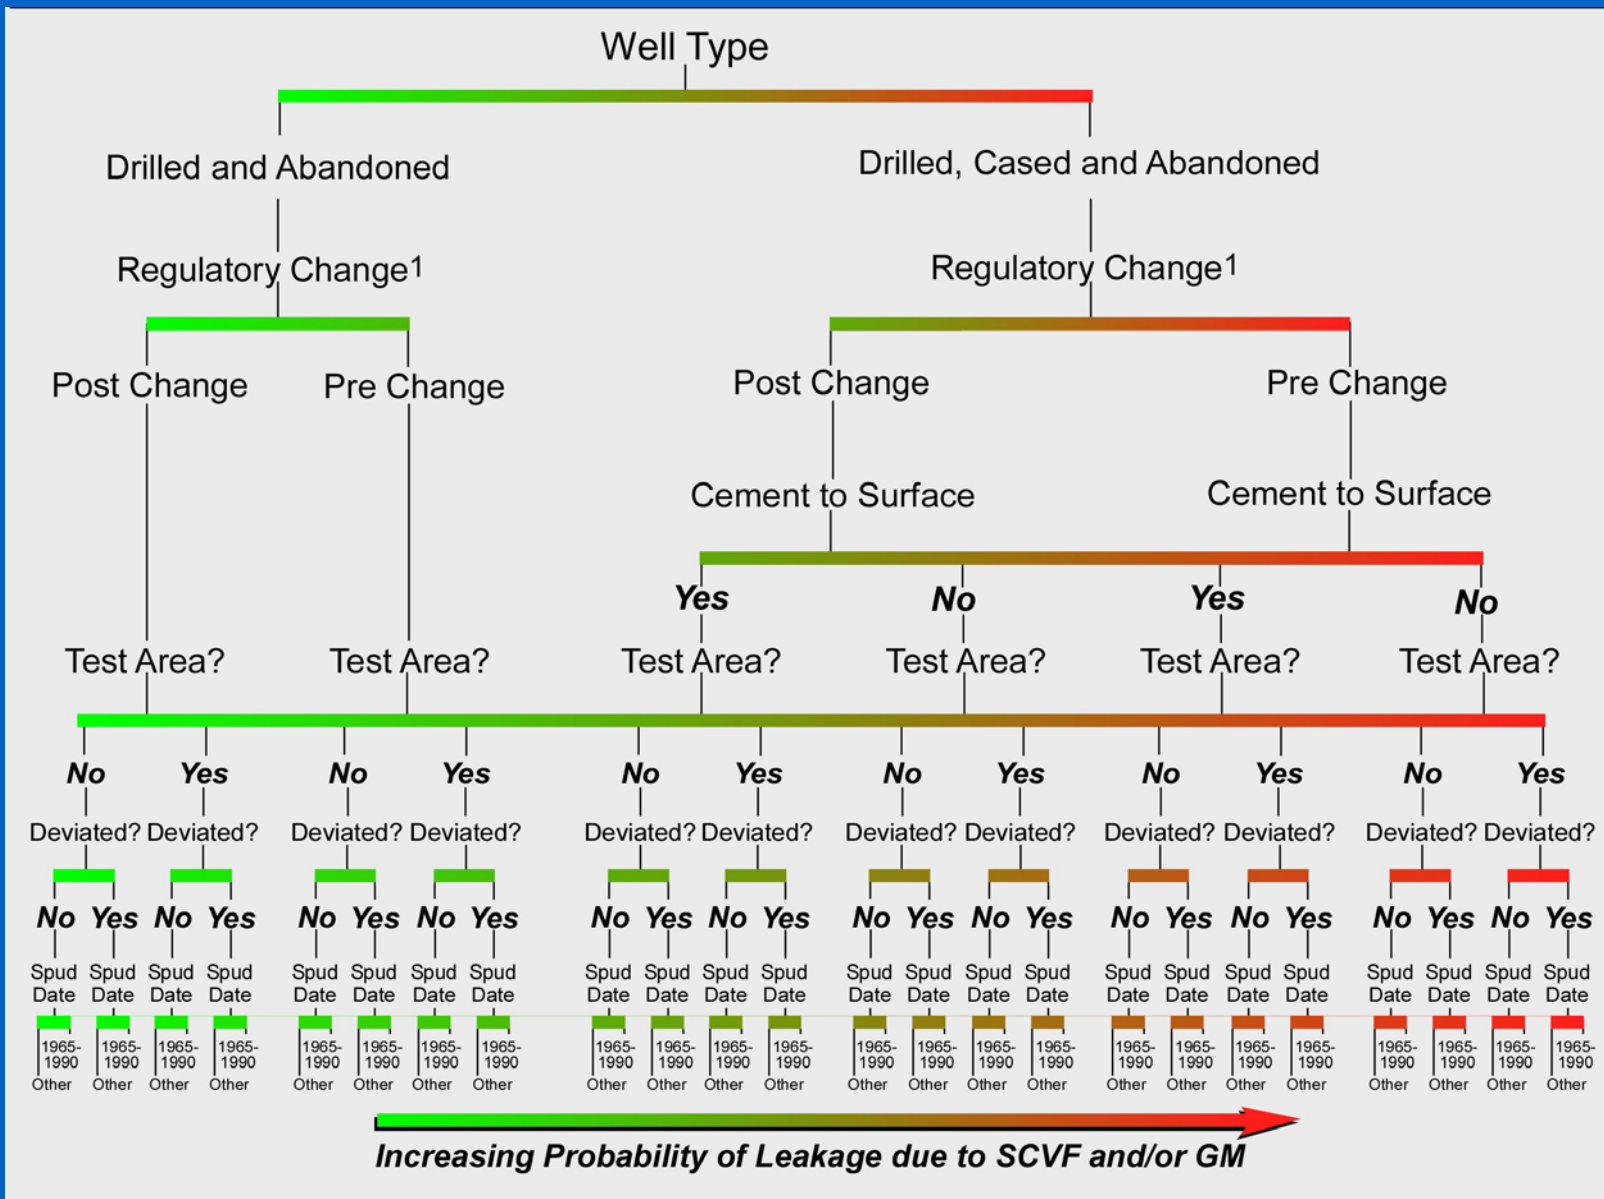 Well Type
Drilled and Abandoned
Drilled, Cased and Abandoned
Regulatory Change1
Regulatory Change1
Post Change
Pre Change
Post Change
Pre Change
Cement to Surface
Cement to Surface
Yes
No
Yes
No
Test Area?
Test Area?
Test Area?
Test Area?
Test Area?
Test Area?
No Yes No Yes No Yes No Yes No Yes No Yes
Deviated? Deviated? Deviated? Deviated? Deviated? Deviated? Deviated? Deviated? Deviated? Deviated? Deviated? Deviated?
No Yes No Yes No Yes No Yes No Yes No Yes No Yes No Yes No Yes No Yes No Yes No Yes
Spud Spud Spud Spud Spud Spud Spud Spud Spud Spud Spud Spud Spud Spud Spud Spud Spud Spud Spud Spud Spud Spud Spud Spud
Date Date Date Date Date Date Date Date Date Date Date Date Date Date Date Date Date Date Date Date Date Date Date Date
1965- 1965- 1965- 1965- 1965- 1965- 1965- 1965- 1965- 1965- 1965- 1965- 1965- 1965- 1965- 1965- 1965- 1965- 1965- 1965- 1965- 1965- 1965- 1965-
1990 1990 1990 1990 1990 1990 1990 1990 1990 1990 1990 1990 1990 1990 1990 1990 1990 1990 1990 1990 1990 1990 1990 1990
Other Other Other Other Other Other Other Other Other Other Other Other Other Other Other Other Other Other Other Other Other Other Other Other
Increasing Probability of Leakage due to SCVF and/or GM